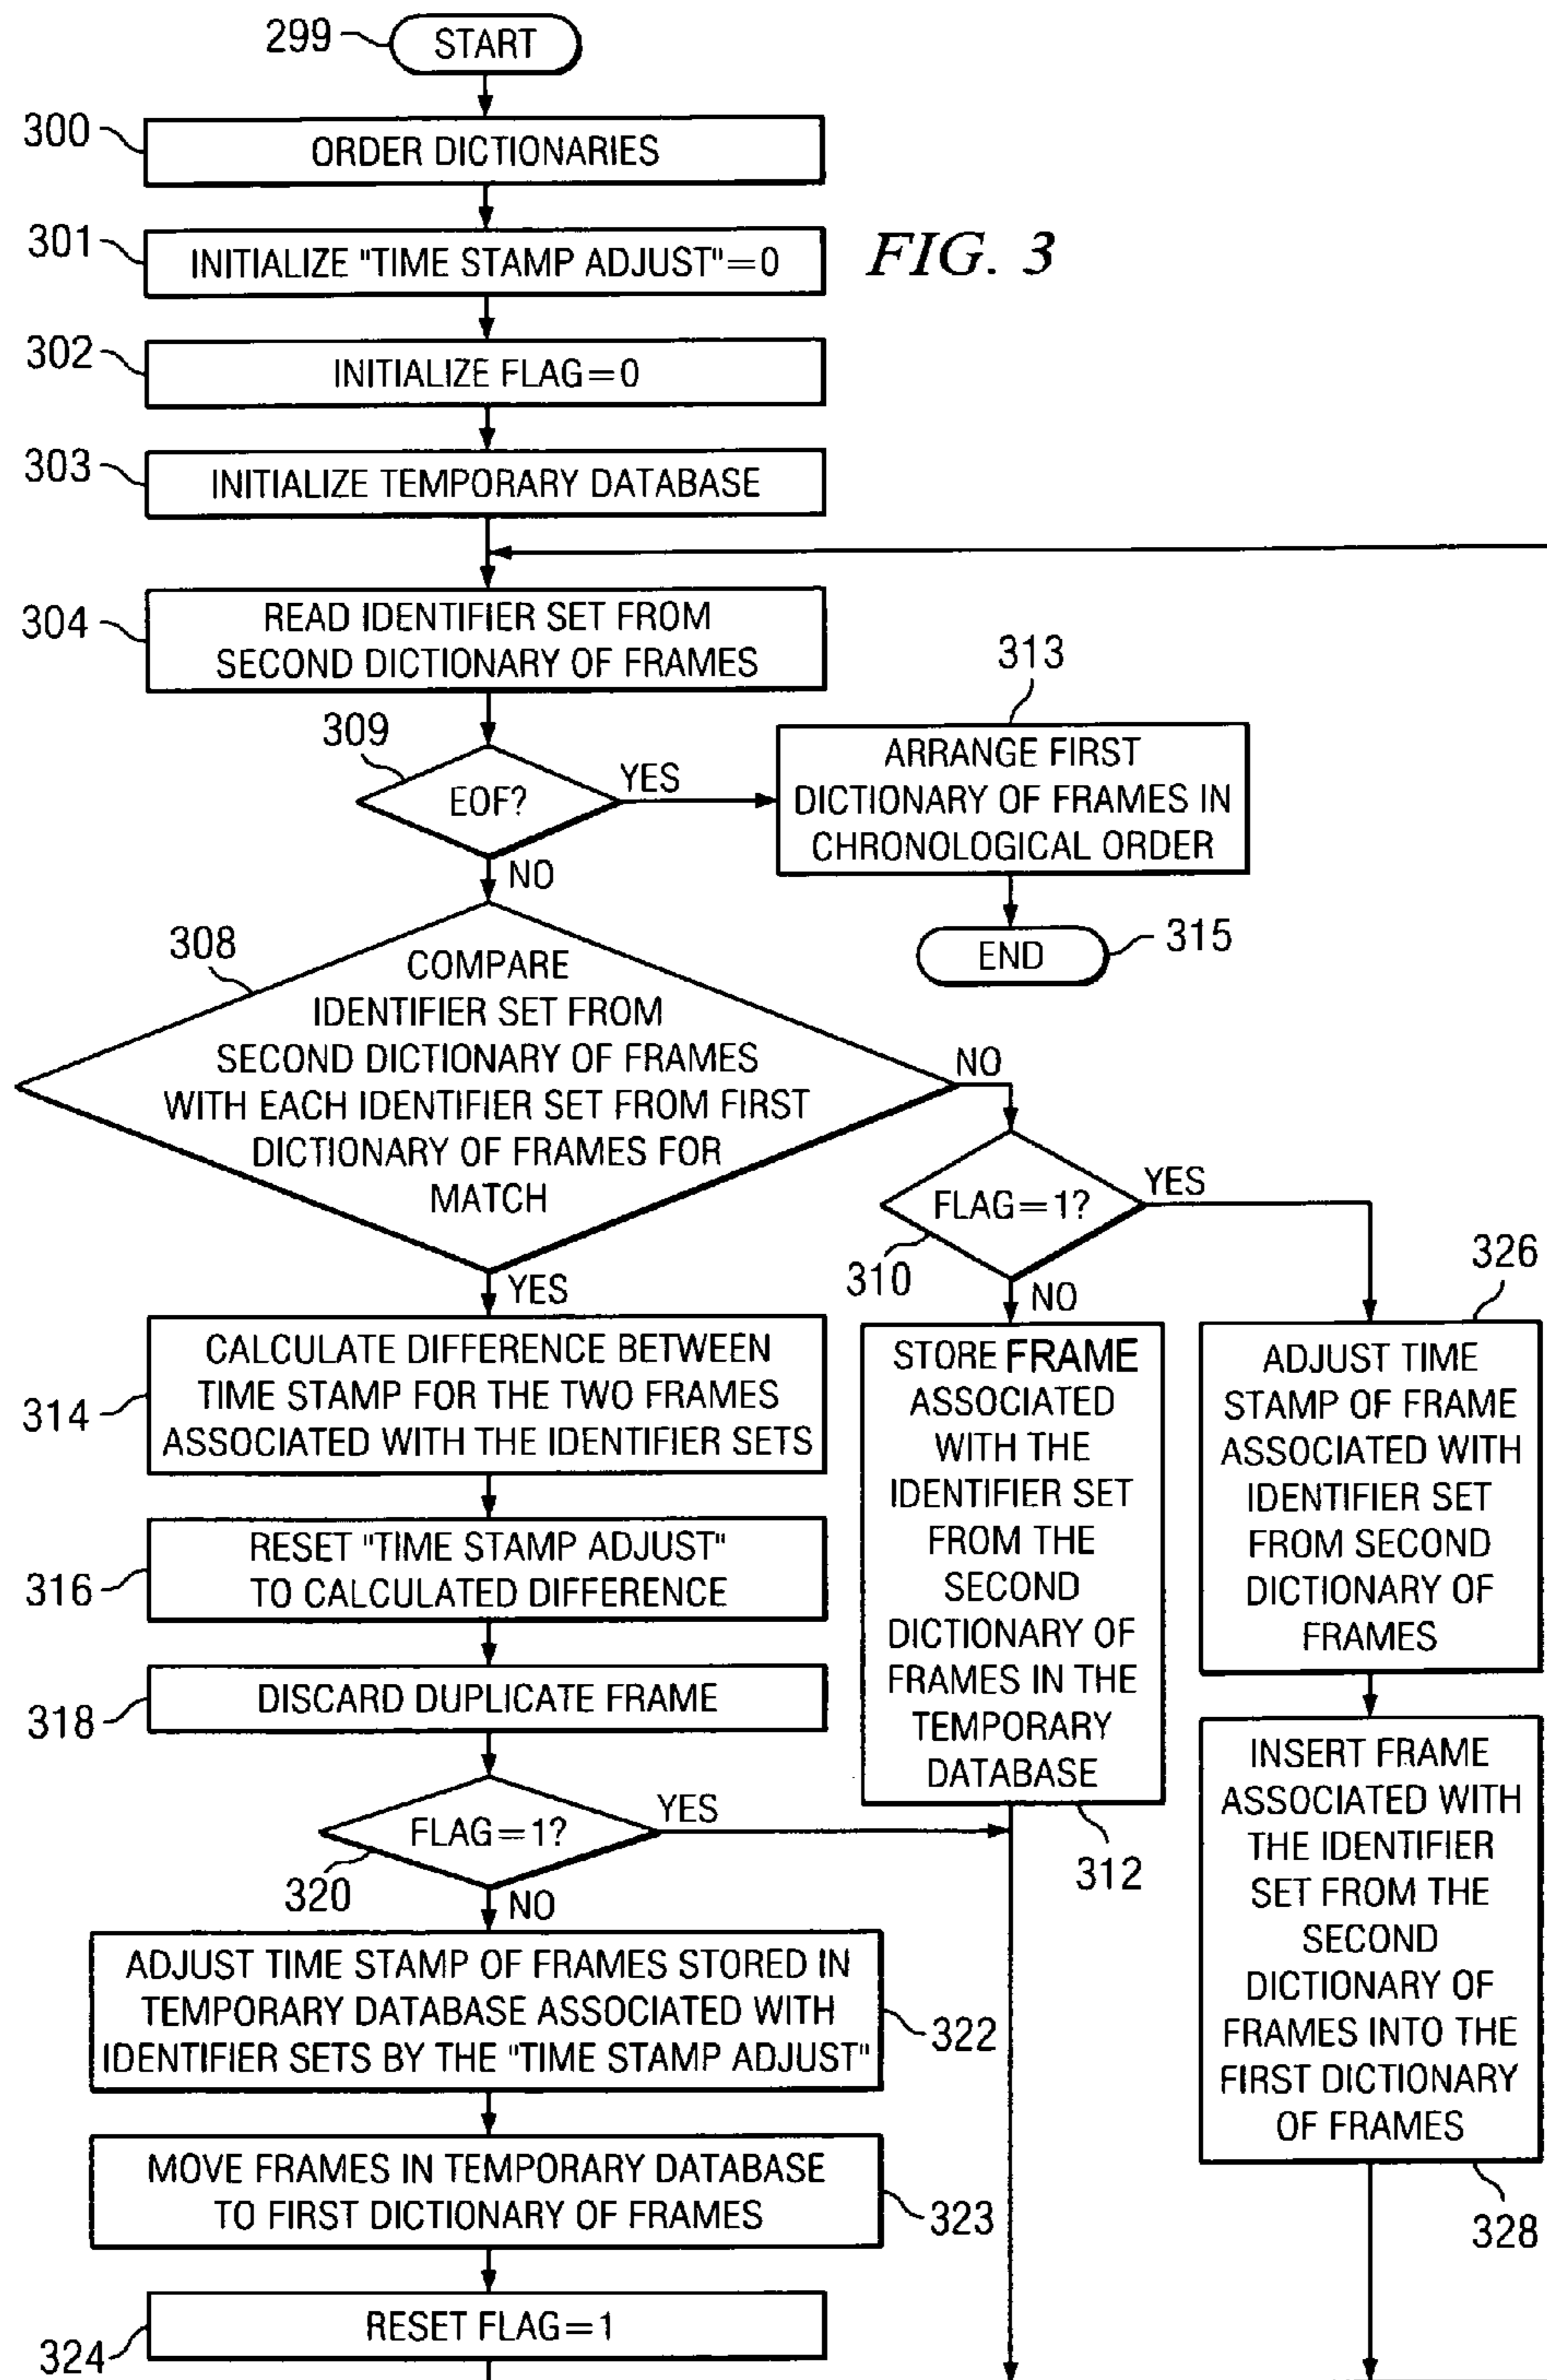 299
START
300
ORDER DICTIONARIES
301
INITIALIZE "TIME STAMP ADJUST"=0
FIG. 3
302
INITIALIZE FLAG=0
303
INITIALIZE TEMPORARY DATABASE
304
READ IDENTIFIER SET FROM
SECOND DICTIONARY OF FRAMES
309
EOF?
YES
NO
313
ARRANGE FIRST
DICTIONARY OF FRAMES IN
CHRONOLOGICAL ORDER
END
315
308
COMPARE
IDENTIFIER SET FROM
SECOND DICTIONARY OF FRAMES
WITH EACH IDENTIFIER SET FROM FIRST
DICTIONARY OF FRAMES FOR
MATCH
NO
YES
FLAG=1?
310
YES
NO
314
CALCULATE DIFFERENCE BETWEEN
TIME STAMP FOR THE TWO FRAMES
ASSOCIATED WITH THE IDENTIFIER SETS
316
RESET "TIME STAMP ADJUST"
TO CALCULATED DIFFERENCE
318
DISCARD DUPLICATE FRAME
FLAG=1?
320
YES
NO
STORE FRAME
ASSOCIATED
WITH THE
IDENTIFIER SET
FROM THE
SECOND
DICTIONARY OF
FRAMES IN THE
TEMPORARY
DATABASE
312
326
ADJUST TIME
STAMP OF FRAME
ASSOCIATED WITH
IDENTIFIER SET
FROM SECOND
DICTIONARY OF
FRAMES
INSERT FRAME
ASSOCIATED WITH
THE IDENTIFIER
SET FROM THE
SECOND
DICTIONARY OF
FRAMES INTO THE
FIRST DICTIONARY
OF FRAMES
328
ADJUST TIME STAMP OF FRAMES STORED IN
TEMPORARY DATABASE ASSOCIATED WITH
IDENTIFIER SETS BY THE "TIME STAMP ADJUST"
322
MOVE FRAMES IN TEMPORARY DATABASE
TO FIRST DICTIONARY OF FRAMES
323
RESET FLAG=1
324